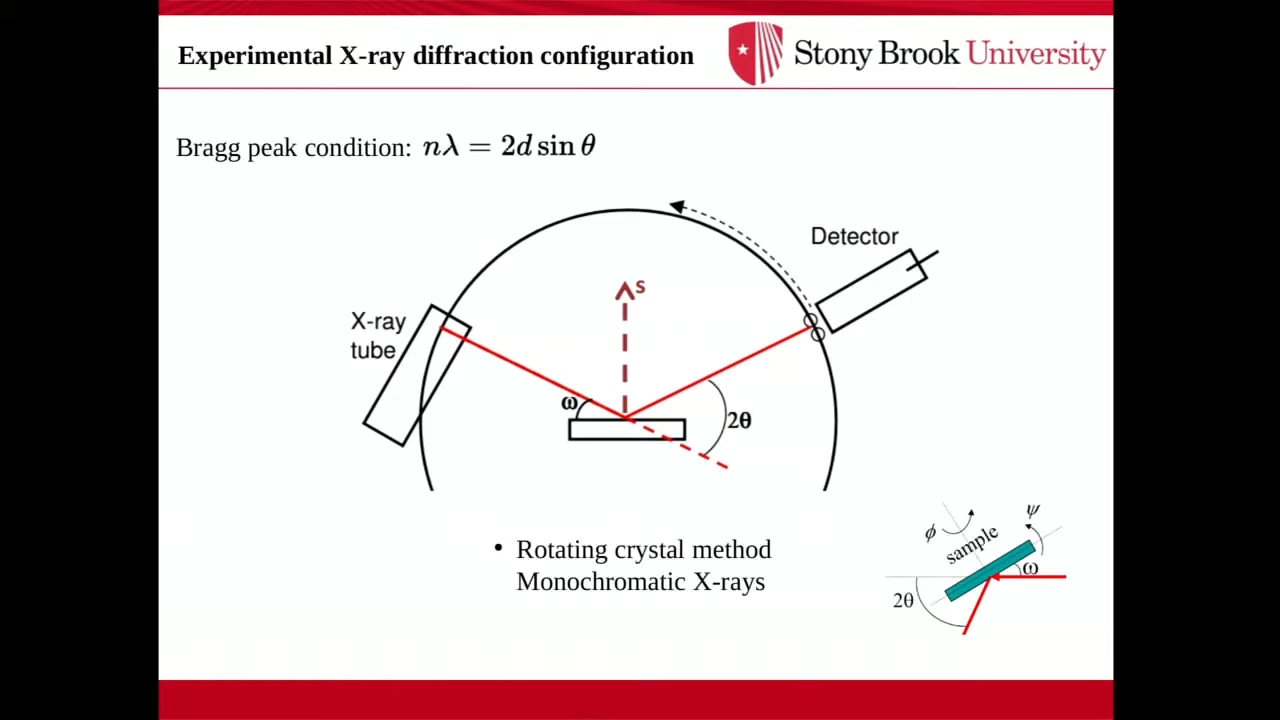 Experimental X-ray diffraction configuration
Stony Brook University
Bragg peak condition: nλ = 2d sin θ
Detector
s
X-ray
tube
ω
2θ
• Rotating crystal method
Monochromatic X-rays
ϕ
sample
ψ
ω
2θ